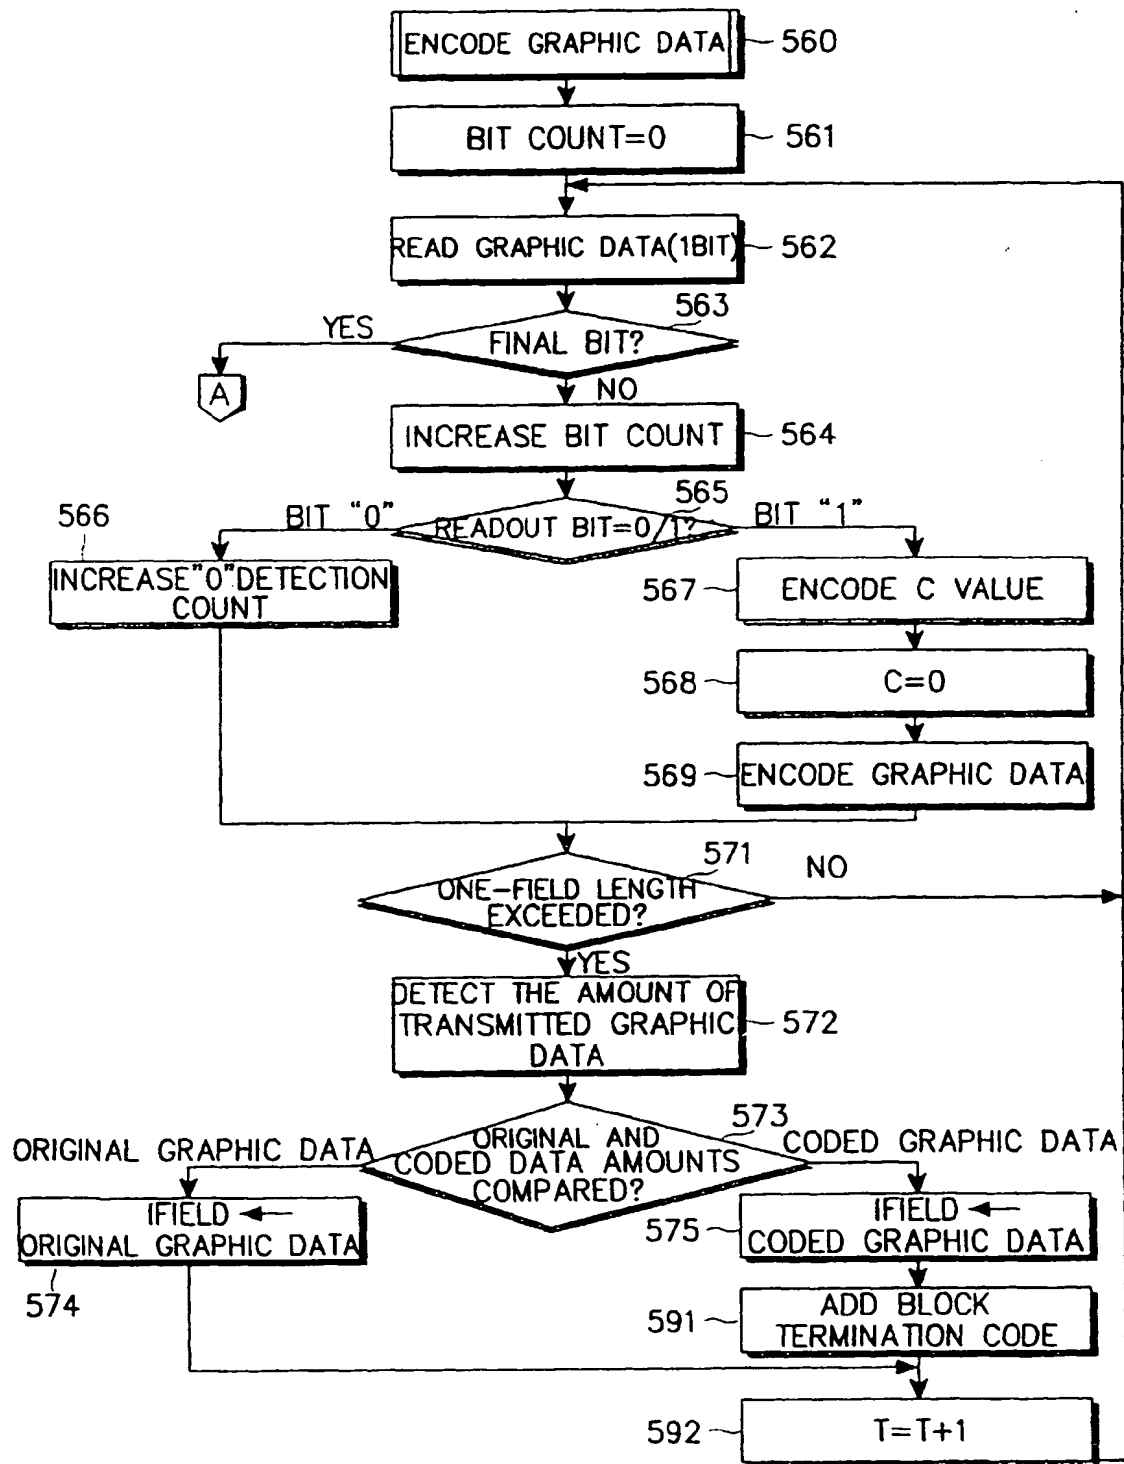 ENCODE GRAPHIC DATA 560
BIT COUNT=0 561
READ GRAPHIC DATA(1BIT) 562
563
YES
FINAL BIT?
A
NO
INCREASE BIT COUNT 564
565
566
BIT "0"
READOUT BIT=0/1?
BIT "1"
INCREASE"0"DETECTION
COUNT
567 ENCODE C VALUE
568 C=0
569 ENCODE GRAPHIC DATA
571
NO
ONE-FIELD LENGTH
EXCEEDED?
YES
DETECT THE AMOUNT OF
TRANSMITTED GRAPHIC
DATA
572
573
ORIGINAL GRAPHIC DATA
ORIGINAL AND
CODED DATA AMOUNTS
COMPARED?
CODED GRAPHIC DATA
IFIELD ←
ORIGINAL GRAPHIC DATA
574
575
IFIELD ←
CODED GRAPHIC DATA
591
ADD BLOCK
TERMINATION CODE
592 T=T+1